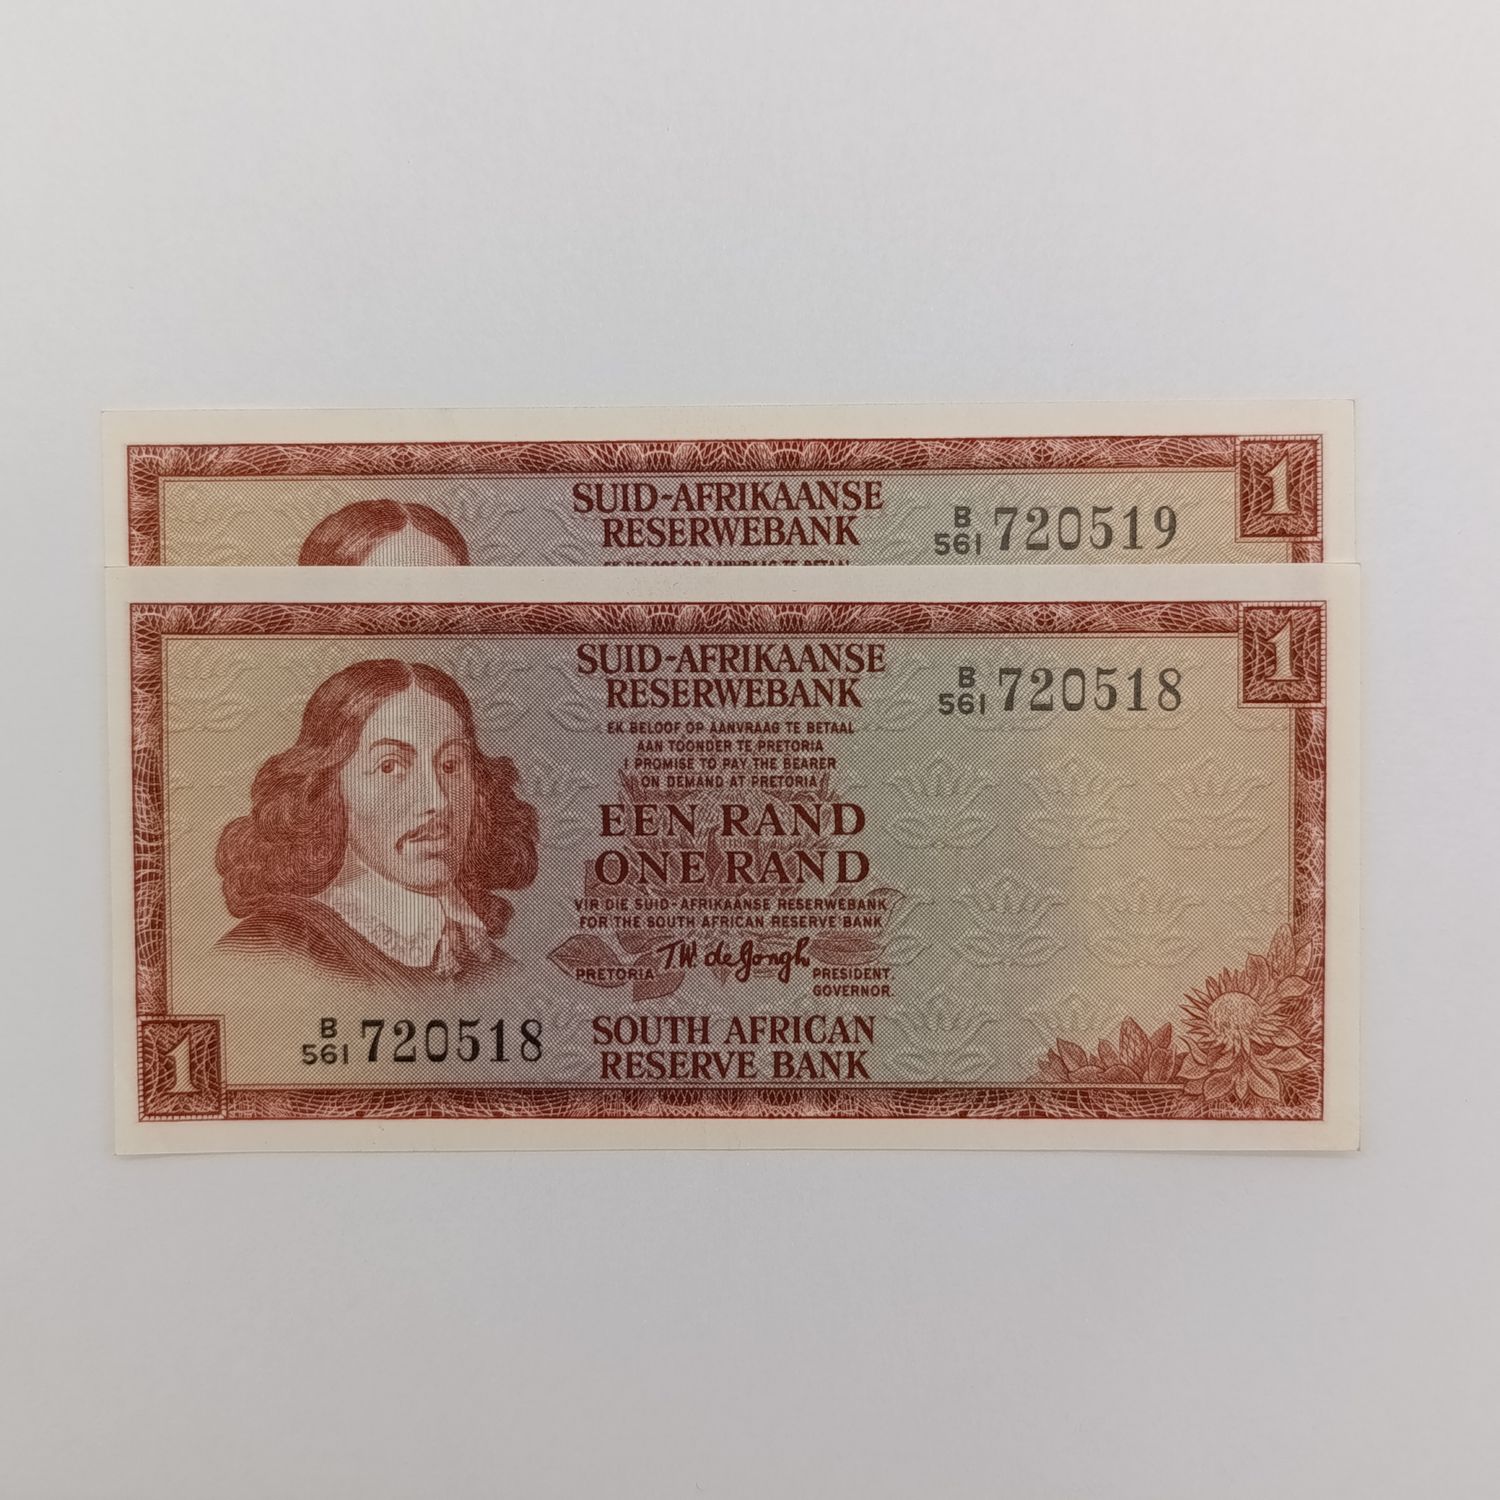 1
SUID-AFRIKAANSE
RESERWEBANK
B
561 720519
1
SUID-AFRIKAANSE
RESERWEBANK
B
561 720518
EK BELOOF OP AANVRAAG TE BETAAL
AAN TOONDER TE PRETORIA
I PROMISE TO PAY THE BEARER
ON DEMAND AT PRETORIA
EEN RAND
ONE RAND
VIR DIE SUID-AFRIKAANSE RESERWEBANK
FOR THE SOUTH AFRICAN RESERVE BANK
T.W. de Jongh
PRETORIA PRESIDENT.
GOVERNOR.
B
561 720518
SOUTH AFRICAN
RESERVE BANK
1